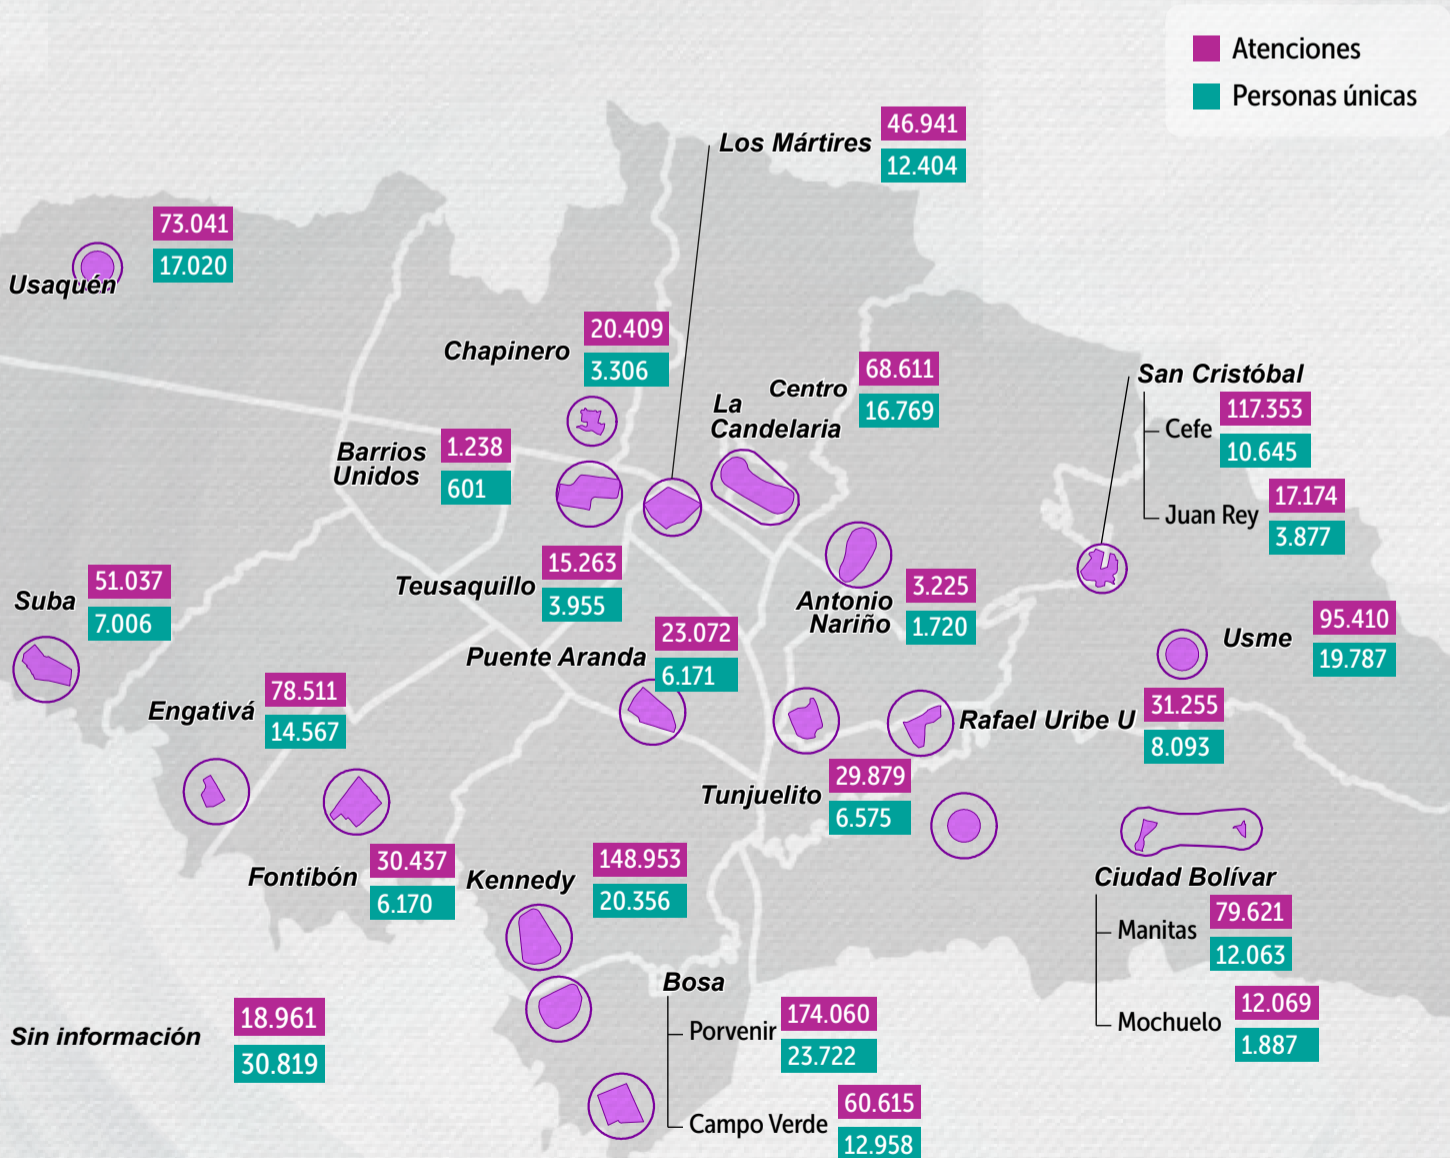 Atenciones
Personas únicas
Los Mártires
46.941
12.404
73.041
17.020
Usaquén
Chapinero
20.409
3.306
Centro
La
Candelaria
68.611
16.769
San Cristóbal
Cefe
117.353
10.645
Juan Rey
17.174
3.877
Barrios
Unidos
1.238
601
Teusaquillo
15.263
3.955
Suba
51.037
7.006
Antonio
Nariño
3.225
1.720
Puente Aranda
23.072
6.171
Usme
95.410
19.787
Engativá
78.511
14.567
Rafael Uribe U
31.255
8.093
Tunjuelito
29.879
6.575
Fontibón
30.437
6.170
Kennedy
148.953
20.356
Ciudad Bolívar
Manitas
79.621
12.063
Mochuelo
12.069
1.887
Sin información
18.961
30.819
Bosa
Porvenir
174.060
23.722
Campo Verde
60.615
12.958